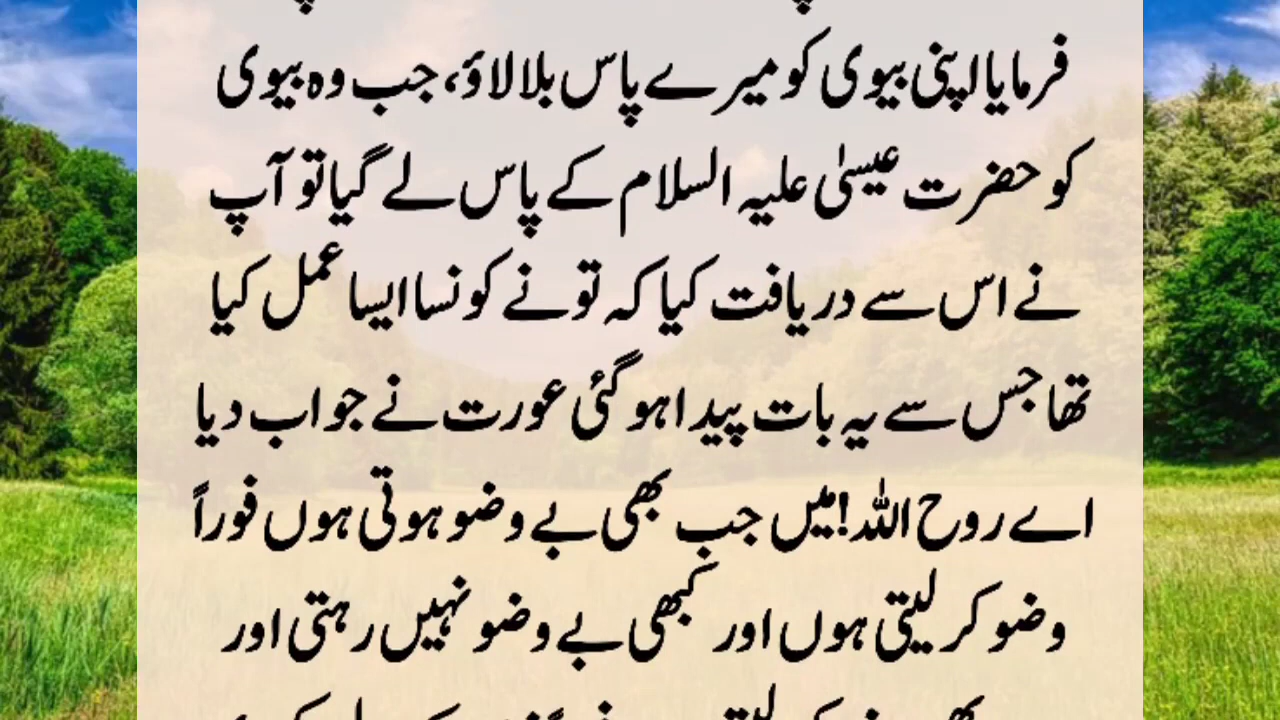 فرمایا اپنی بیوی کو میرے پاس بلا لاؤ، جب وہ بیوی
کو حضرت عیسیٰ علیہ السلام کے پاس لے گیا تو آپ
نے اس سے دریافت کیا کہ تو نے کونسا ایسا عمل کیا
تھا جس سے یہ بات پیدا ہو گئی عورت نے جواب دیا
اے روح اللہ! میں جب بھی بے وضو ہوتی ہوں فوراً
وضو کر لیتی ہوں اور کبھی بے وضو نہیں رہتی اور